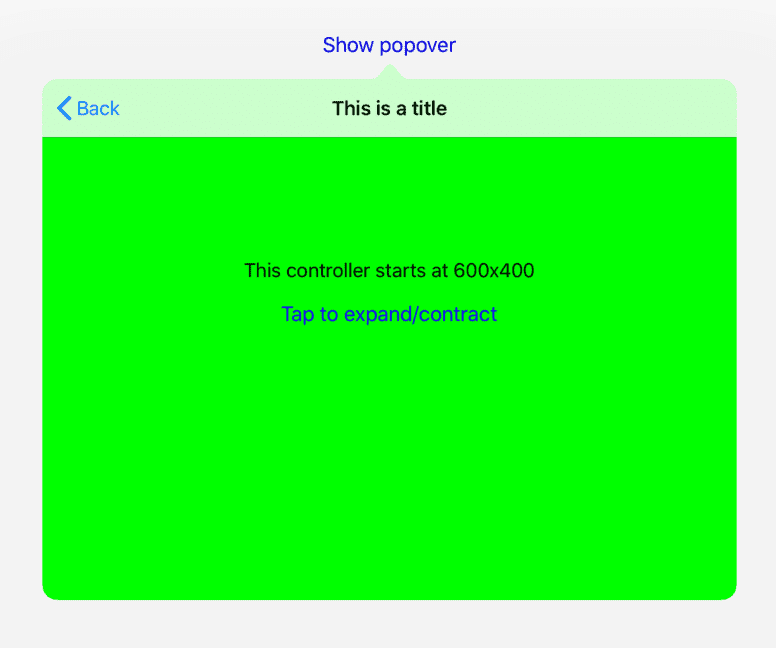 Show popover
Back
This is a title
This controller starts at 600x400
Tap to expand/contract